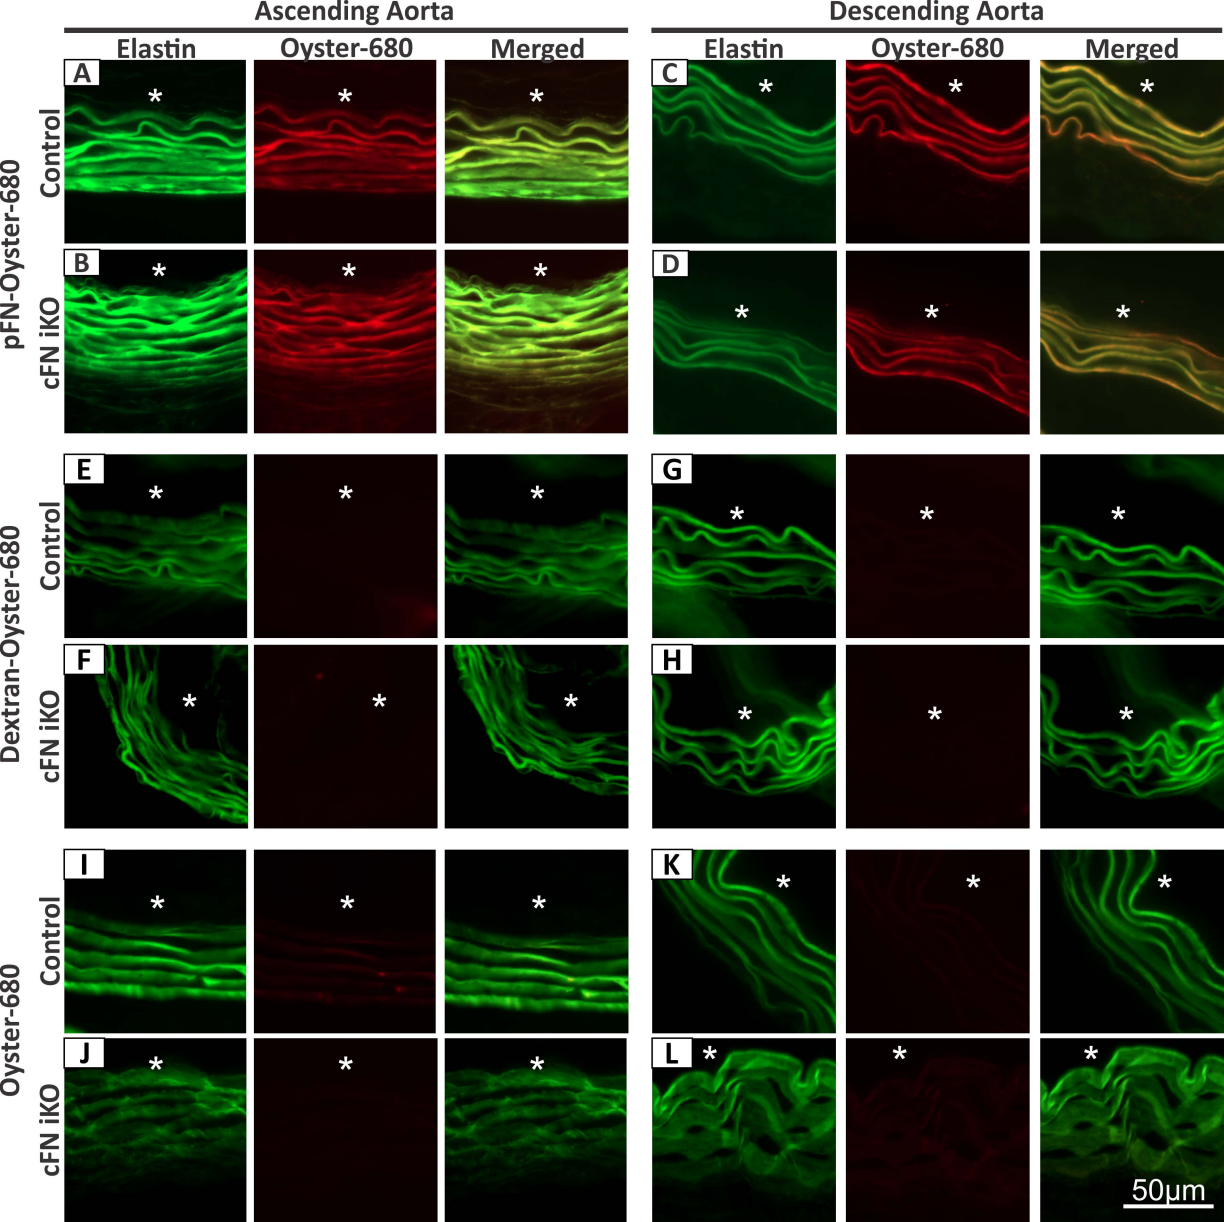 Ascending Aorta Descending Aorta
Elastin Oyster-680 Merged Elastin Oyster-680 Merged
pFN-Oyster-680
Control
A * * *
C * * *
cFN iKO
B * * *
D * * *
Dextran-Oyster-680
Control
E * * *
G * * *
cFN iKO
F * * *
H * * *
Oyster-680
Control
I * * *
K * * *
cFN iKO
J * * *
L * * *
50µm